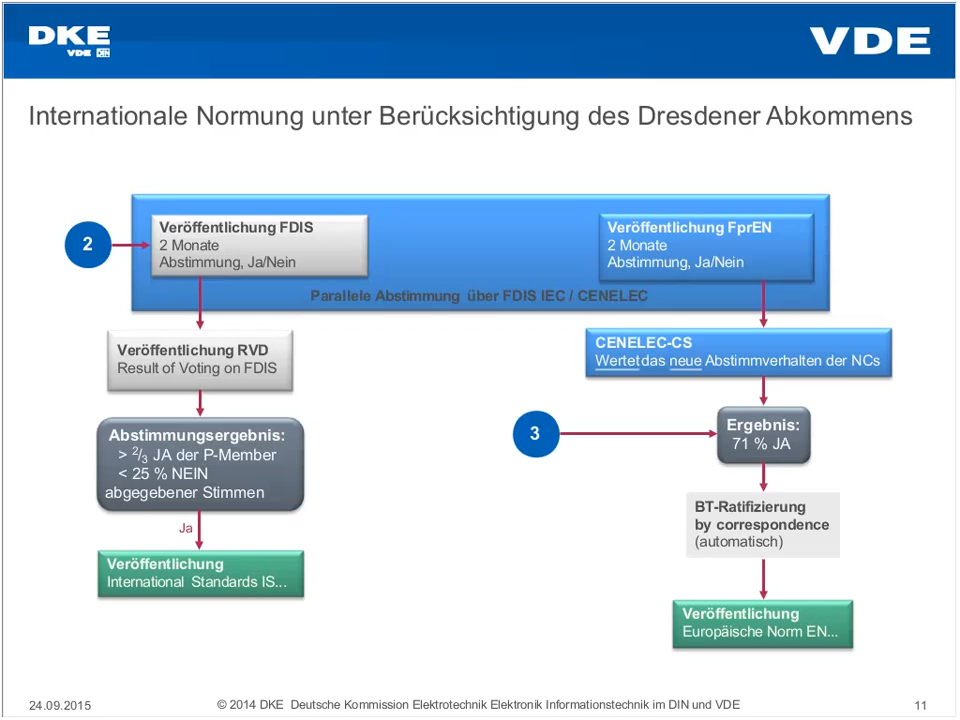 DKE
VDE DIN
VDE
Internationale Normung unter Berücksichtigung des Dresdener Abkommens
2
Veröffentlichung FDIS
2 Monate
Abstimmung, Ja/Nein
Veröffentlichung FprEN
2 Monate
Abstimmung, Ja/Nein
Parallele Abstimmung über FDIS IEC / CENELEC
Veröffentlichung RVD
Result of Voting on FDIS
CENELEC-CS
Wertet das neue Abstimmverhalten der NCs
Abstimmungsergebnis:
> 2/3 JA der P-Member
< 25 % NEIN
abgegebener Stimmen
3
Ergebnis:
71 % JA
Ja
BT-Ratifizierung
by correspondence
(automatisch)
Veröffentlichung
International Standards IS...
Veröffentlichung
Europäische Norm EN...
24.09.2015
© 2014 DKE Deutsche Kommission Elektrotechnik Elektronik Informationstechnik im DIN und VDE
11